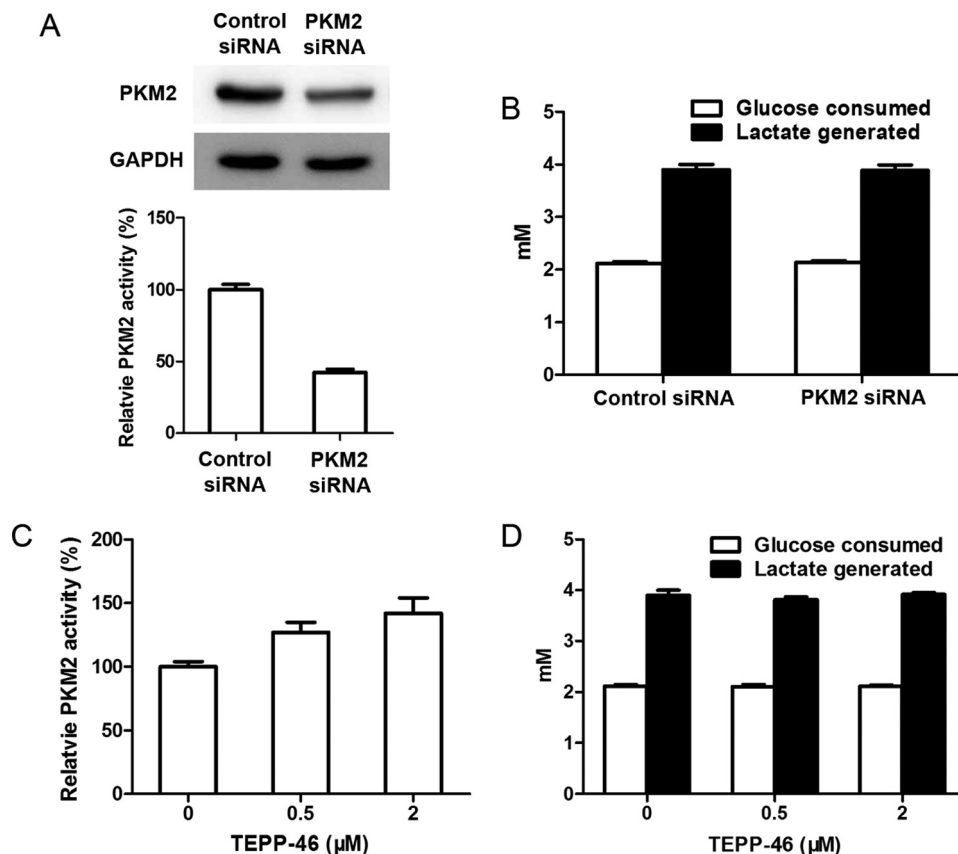 A
Control PKM2
siRNA siRNA
PKM2
GAPDH
Relatvie PKM2 activity (%)
150
100
50
0
Control PKM2
siRNA siRNA
B
Glucose consumed
Lactate generated
mM
5
4
3
2
1
0
Control siRNA PKM2 siRNA
C
Relatvie PKM2 activity (%)
200
150
100
50
0
0 0.5 2
TEPP-46 (µM)
D
Glucose consumed
Lactate generated
mM
5
4
3
2
1
0
0 0.5 2
TEPP-46 (µM)